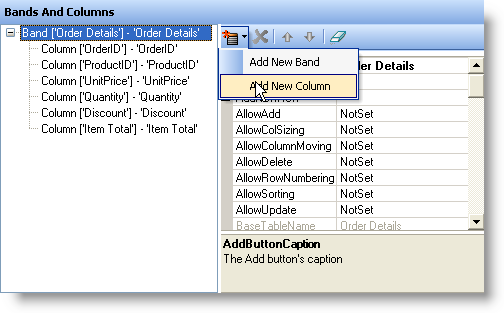 Bands And Columns
Band ['Order Details'] - 'Order Details'
Column ['OrderID'] - 'OrderID'
Column ['ProductID'] - 'ProductID'
Column ['UnitPrice'] - 'UnitPrice'
Column ['Quantity'] - 'Quantity'
Column ['Discount'] - 'Discount'
Column ['Item Total'] - 'Item Total'
Add New Band
Add New Column
Order Details
AllowAdd NotSet
AllowColSizing NotSet
AllowColumnMoving NotSet
AllowDelete NotSet
AllowRowNumbering NotSet
AllowSorting NotSet
AllowUpdate NotSet
BaseTableName Order Details
AddButtonCaption
The Add button's caption